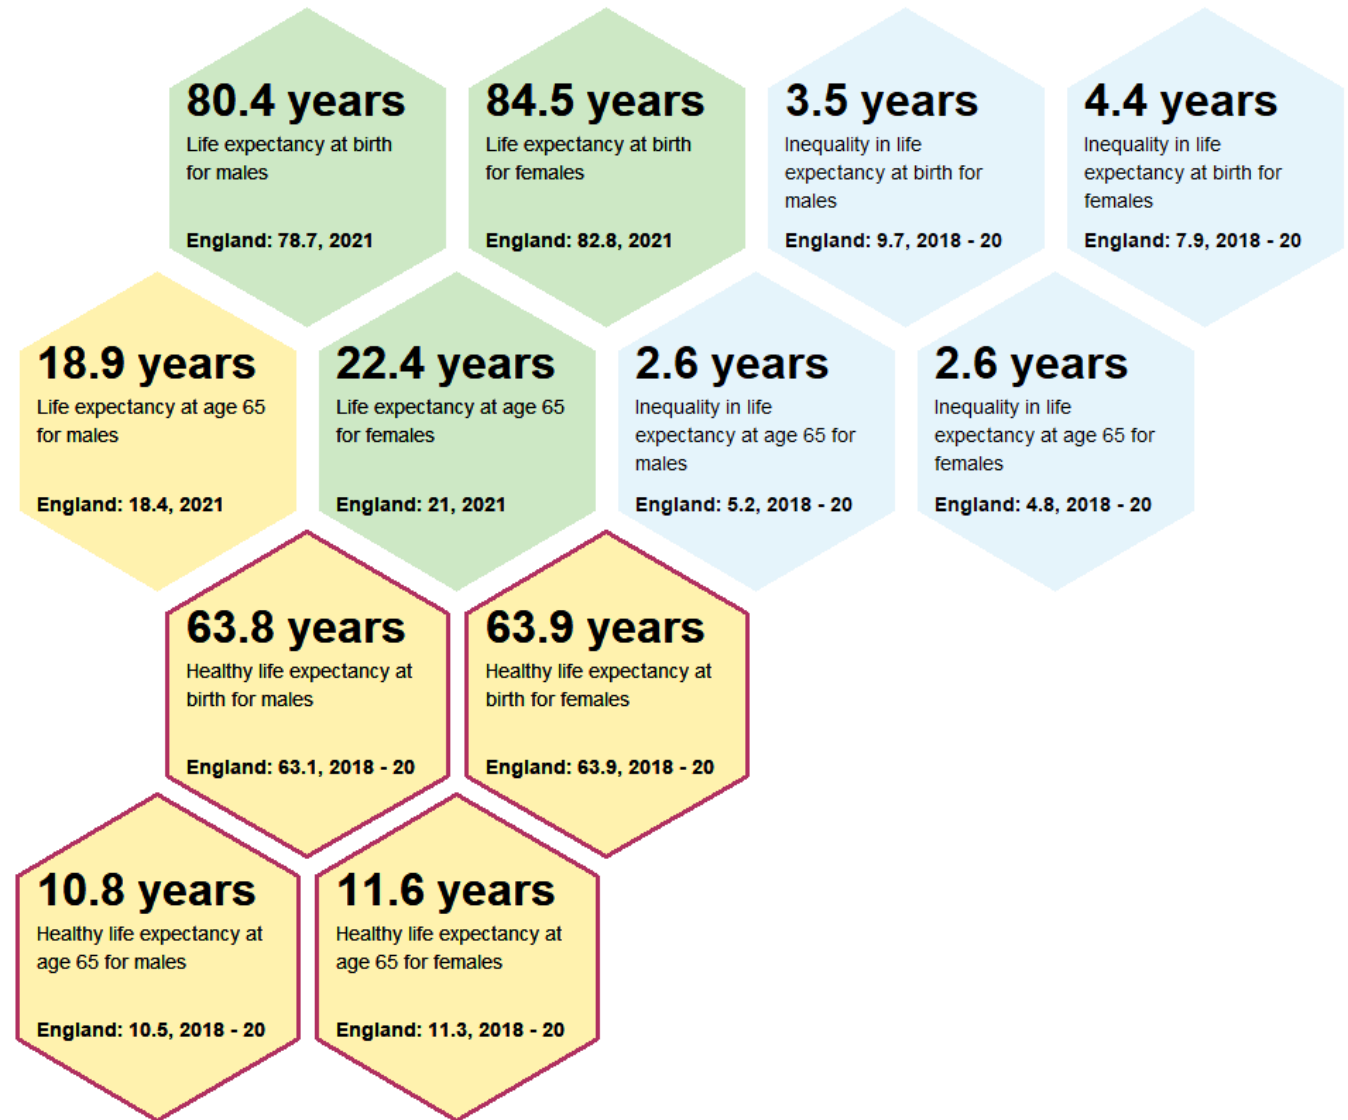 80.4 years
Life expectancy at birth
for males
England: 78.7, 2021
84.5 years
Life expectancy at birth
for females
England: 82.8, 2021
3.5 years
Inequality in life
expectancy at birth for
males
England: 9.7, 2018 - 20
4.4 years
Inequality in life
expectancy at birth for
females
England: 7.9, 2018 - 20
18.9 years
Life expectancy at age 65
for males
England: 18.4, 2021
22.4 years
Life expectancy at age 65
for females
England: 21, 2021
2.6 years
Inequality in life
expectancy at age 65 for
males
England: 5.2, 2018 - 20
2.6 years
Inequality in life
expectancy at age 65 for
females
England: 4.8, 2018 - 20
63.8 years
Healthy life expectancy at
birth for males
England: 63.1, 2018 - 20
63.9 years
Healthy life expectancy at
birth for females
England: 63.9, 2018 - 20
10.8 years
Healthy life expectancy at
age 65 for males
England: 10.5, 2018 - 20
11.6 years
Healthy life expectancy at
age 65 for females
England: 11.3, 2018 - 20